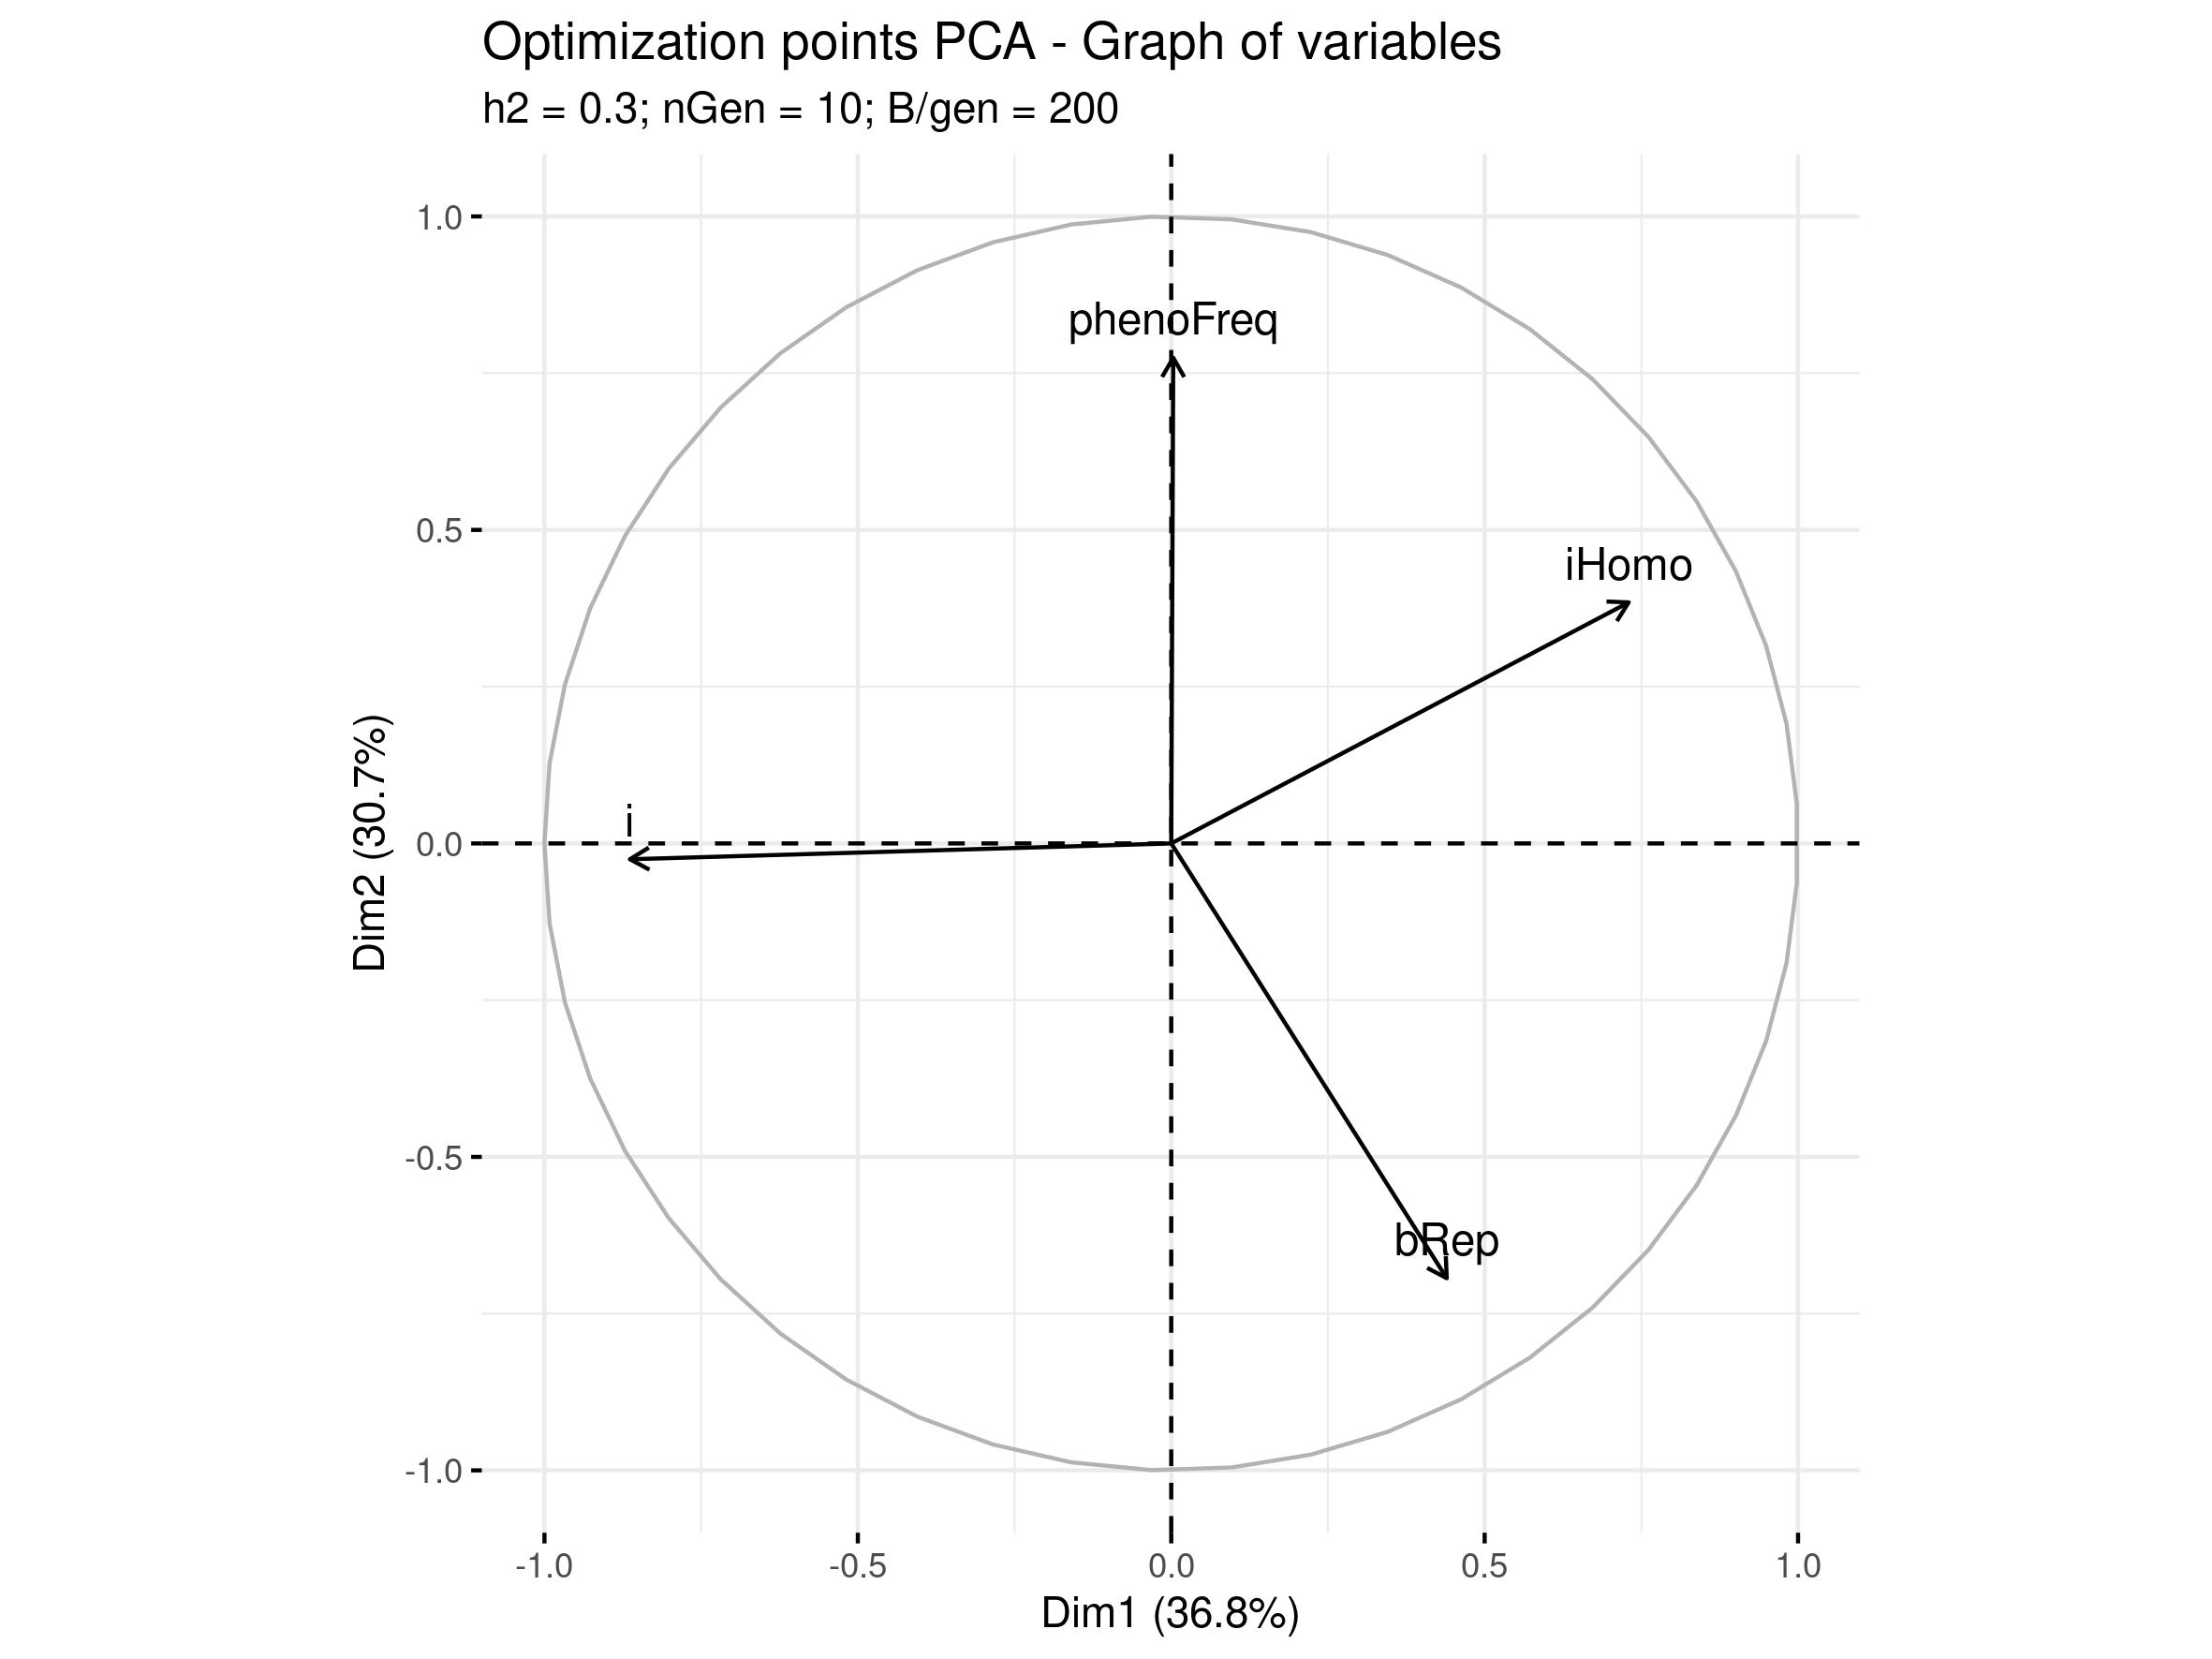 Optimization points PCA - Graph of variables
h2 = 0.3; nGen = 10; B/gen = 200
1.0
0.5
0.0
-0.5
-1.0
Dim2 (30.7%)
phenoFreq
iHomo
i
bRep
-1.0
-0.5
0.0
0.5
1.0
Dim1 (36.8%)